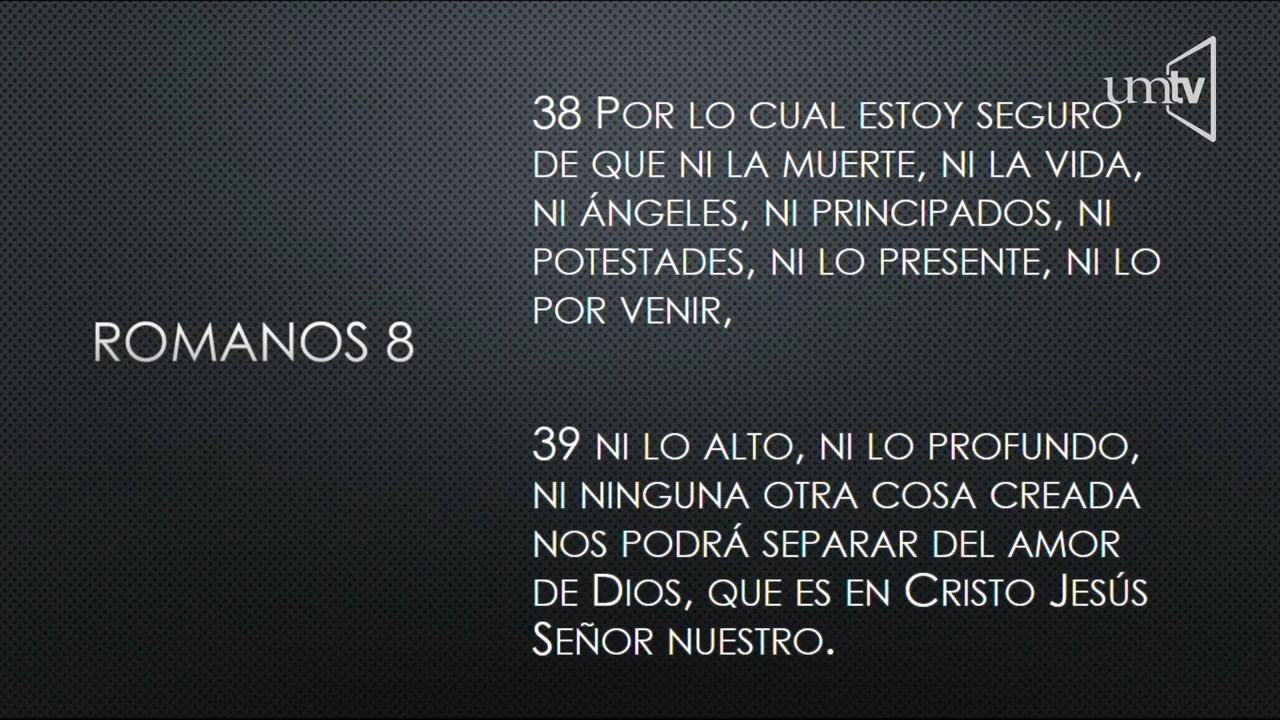 ROMANOS 8
38 POR LO CUAL ESTOY SEGURO
DE QUE NI LA MUERTE, NI LA VIDA,
NI ÁNGELES, NI PRINCIPADOS, NI
POTESTADES, NI LO PRESENTE, NI LO
POR VENIR,
39 NI LO ALTO, NI LO PROFUNDO,
NI NINGUNA OTRA COSA CREADA
NOS PODRÁ SEPARAR DEL AMOR
DE DIOS, QUE ES EN CRISTO JESÚS
SEÑOR NUESTRO.
umtv